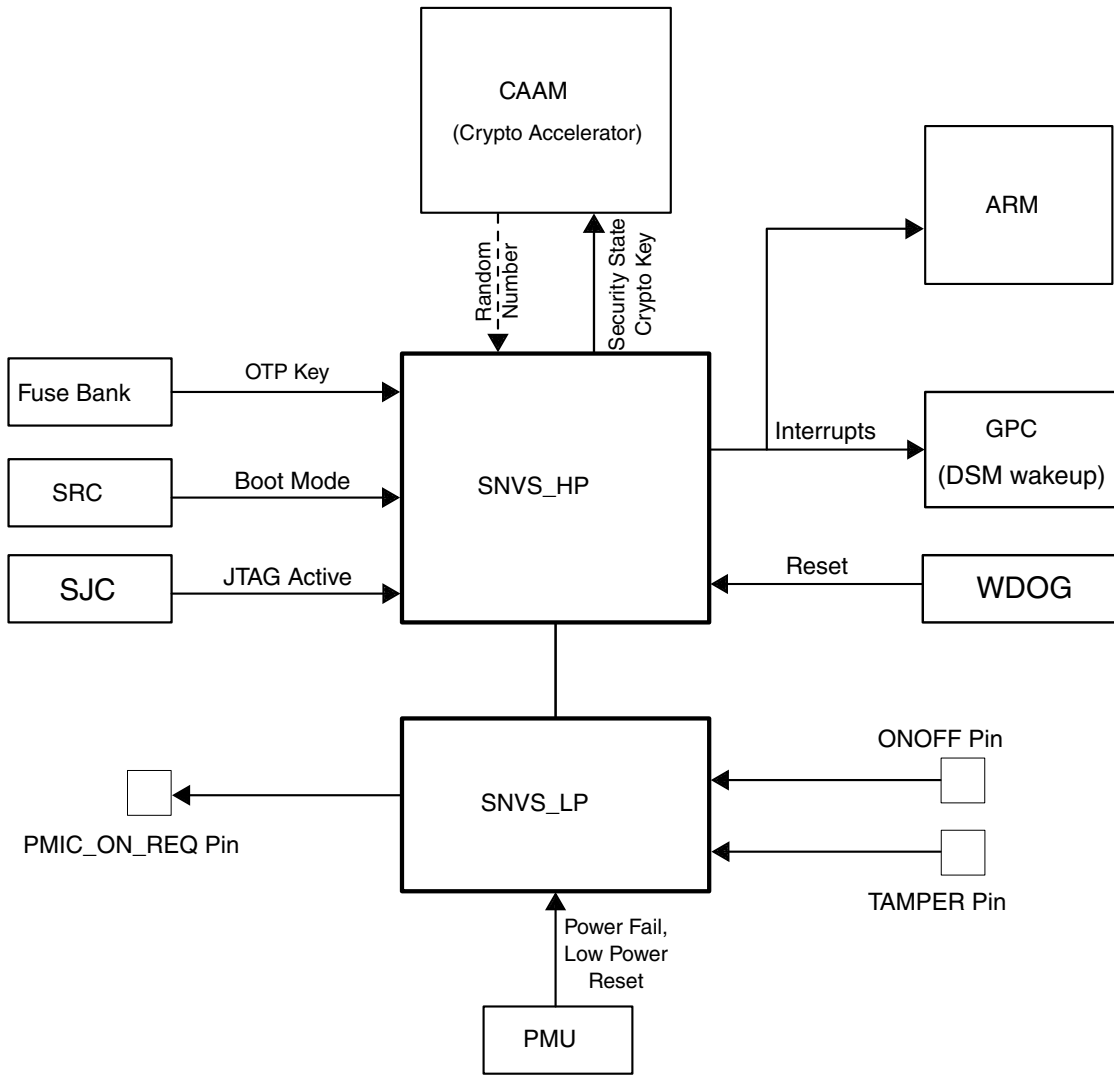 CAAM
(Crypto Accelerator)
ARM
Random
Number
Security State
Crypto Key
Fuse Bank
OTP Key
SRC
Boot Mode
SJC
JTAG Active
SNVS_HP
Interrupts
GPC
(DSM wakeup)
Reset
WDOG
SNVS_LP
ONOFF Pin
PMIC_ON_REQ Pin
TAMPER Pin
Power Fail,
Low Power
Reset
PMU